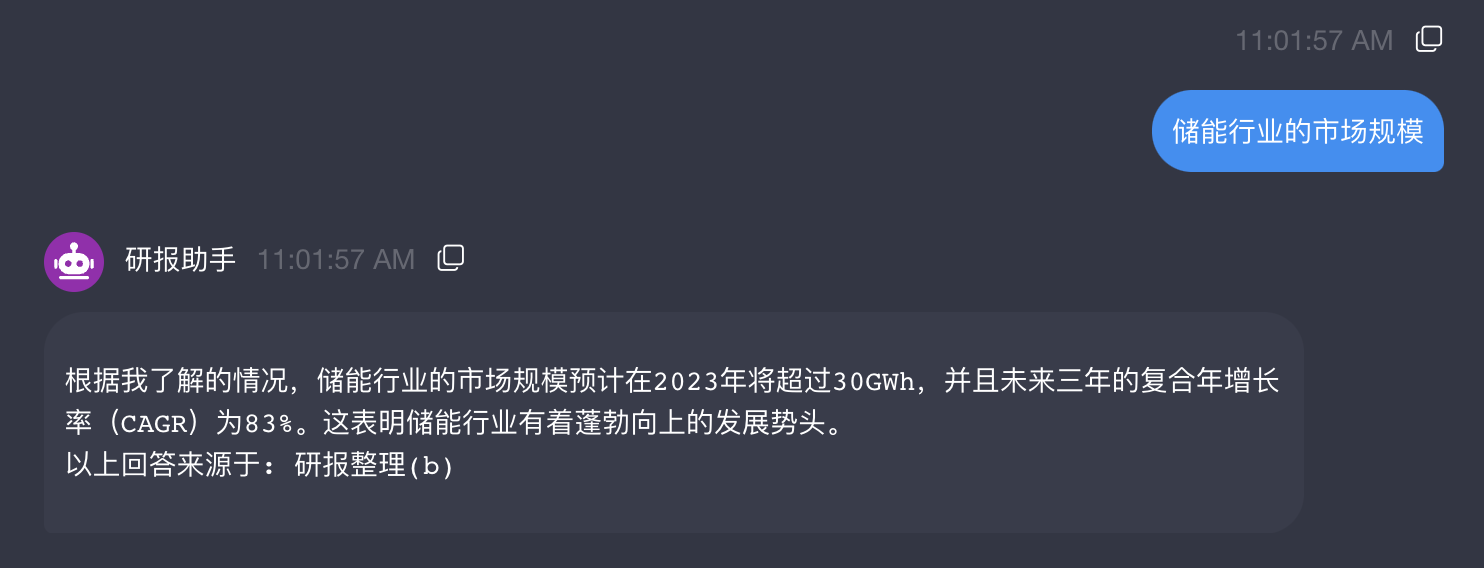 11:01:57 AM
储能行业的市场规模
研报助手 11:01:57 AM
根据我了解的情况，储能行业的市场规模预计在2023年将超过30GWh，并且未来三年的复合年增长
率（CAGR）为83%。这表明储能行业有着蓬勃向上的发展势头。
以上回答来源于: 研报整理(b)